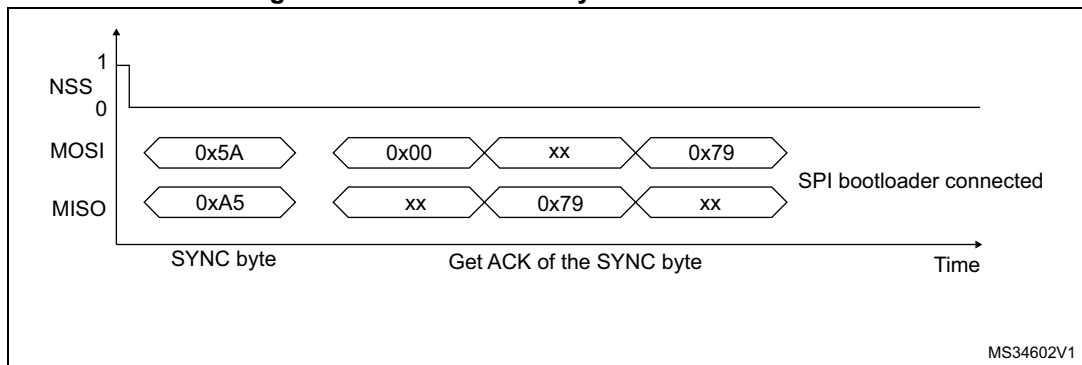 1
NSS
0
MOSI 0x5A 0x00 xx 0x79
SPI bootloader connected
MISO 0xA5 xx 0x79 xx
SYNC byte Get ACK of the SYNC byte Time
MS34602V1